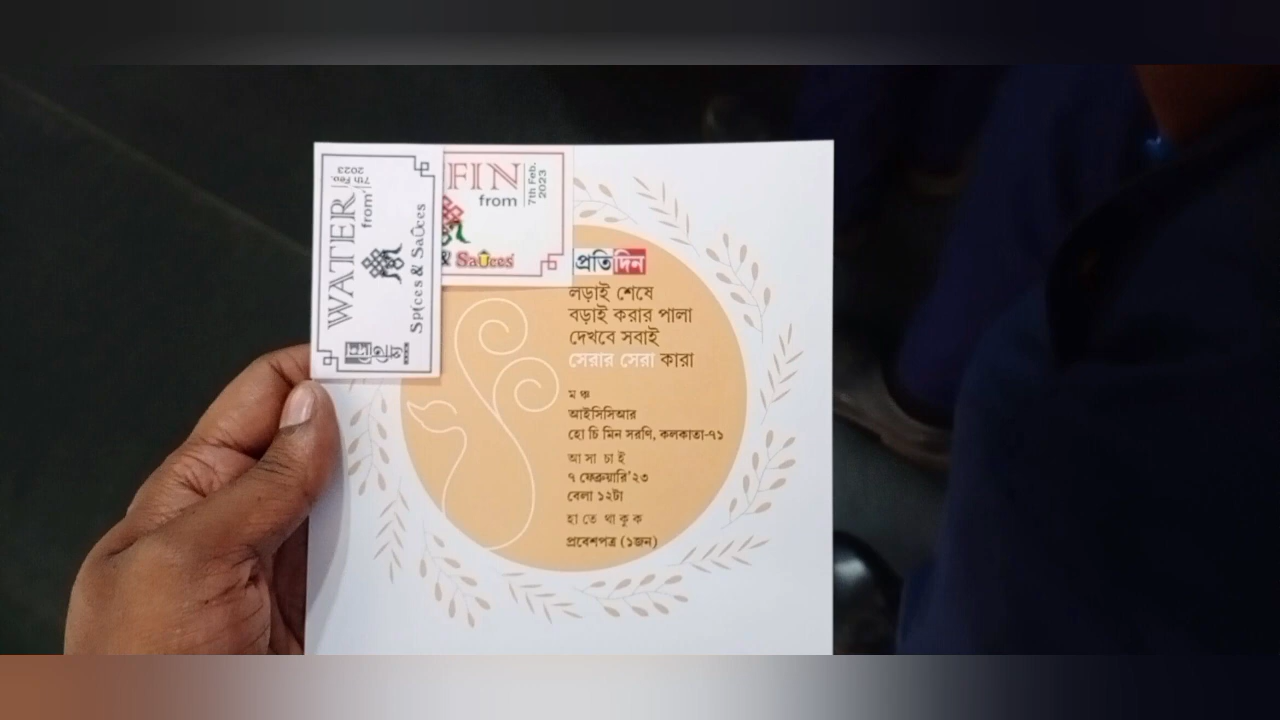 WATER
from
7th Feb.
2023
Spices & Sauces
FIN
from
7th Feb.
2023
& Sauces
প্রতিদিন
লড়াই শেষে
বড়াই করার পালা
দেখবে সবাই
সেরার সেরা কারা
মঞ্চ
আইসিসিআর
হো চি মিন সরণি, কলকাতা-৭১
আসা চাই
৭ ফেব্রুয়ারি'২৩
বেলা ১২টা
হাতে থাকুক
প্রবেশপত্র (১জন)